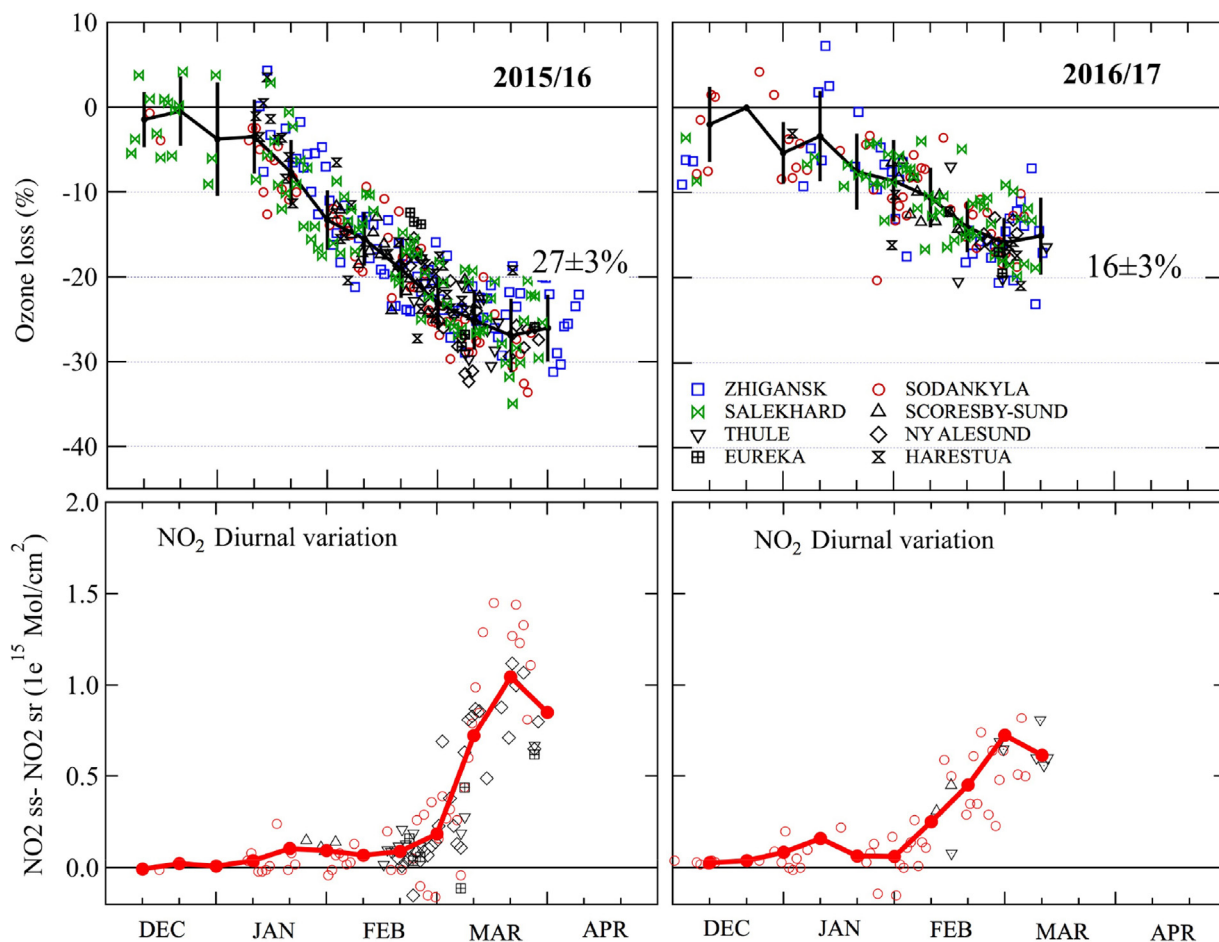 10
0
-10
-20
-30
-40
Ozone loss (%)
2015/16
27±3%
2016/17
16±3%
ZHIGANSK
SODANKYLA
SALEKHARD
SCORESBY-SUND
THULE
NY ALESUND
EUREKA
HARESTUA
2.0
1.5
1.0
0.5
0.0
NO2 ss- NO2 sr (1e¹⁵ Mol/cm²)
NO₂ Diurnal variation
NO₂ Diurnal variation
DEC JAN FEB MAR APR
DEC JAN FEB MAR APR